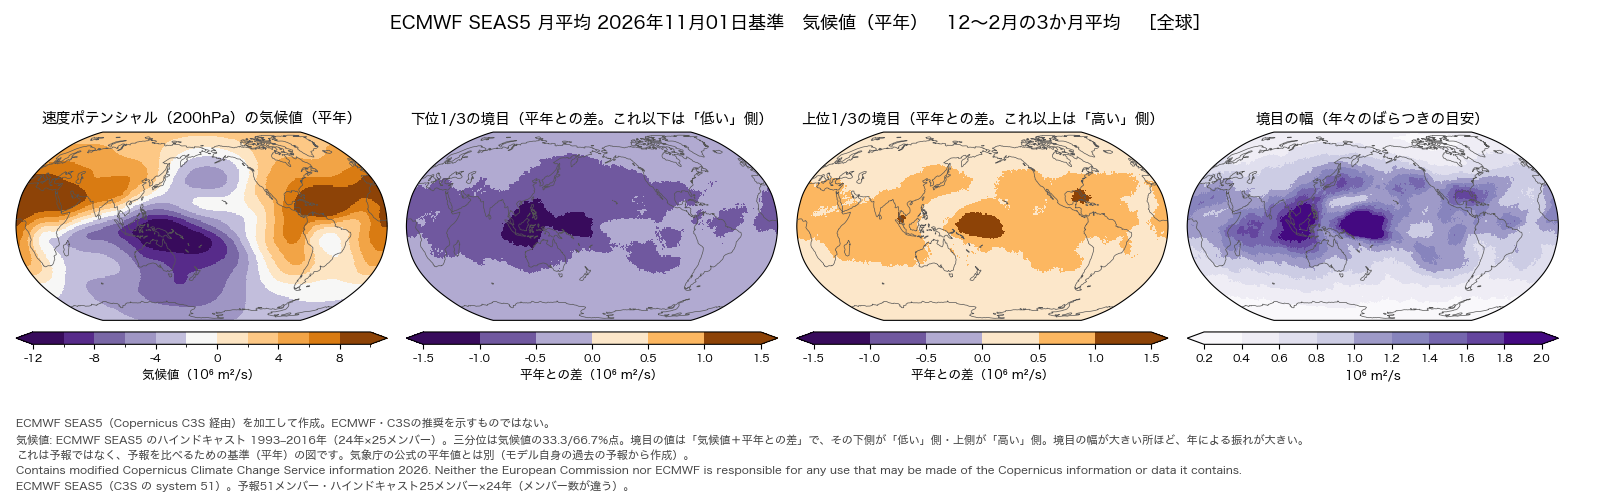 ECMWF SEAS5 月平均 2026年11月01日基準　気候値（平年）　12～2月の3か月平均　［全球］
速度ポテンシャル（200hPa）の気候値（平年）
下位1/3の境目（平年との差。これ以下は「低い」側）
上位1/3の境目（平年との差。これ以上は「高い」側）
境目の幅（年々のばらつきの目安）
-12 -8 -4 0 4 8
-1.5 -1.0 -0.5 0.0 0.5 1.0 1.5
-1.5 -1.0 -0.5 0.0 0.5 1.0 1.5
0.2 0.4 0.6 0.8 1.0 1.2 1.4 1.6 1.8 2.0
気候値（10⁶ m²/s）
平年との差（10⁶ m²/s）
平年との差（10⁶ m²/s）
10⁶ m²/s
ECMWF SEAS5（Copernicus C3S 経由）を加工して作成。ECMWF・C3Sの推奨を示すものではない。
気候値: ECMWF SEAS5 のハインドキャスト 1993–2016年（24年×25メンバー）。三分位は気候値の33.3/66.7%点。境目の値は「気候値＋平年との差」で、その下側が「低い」側・上側が「高い」側。境目の幅が大きい所ほど、年による振れが大きい。
これは予報ではなく、予報を比べるための基準（平年）の図です。気象庁の公式の平年値とは別（モデル自身の過去の予報から作成）。
Contains modified Copernicus Climate Change Service information 2026. Neither the European Commission nor ECMWF is responsible for any use that may be made of the Copernicus information or data it contains.
ECMWF SEAS5（C3S の system 51）。予報51メンバー・ハインドキャスト25メンバー×24年（メンバー数が違う）。